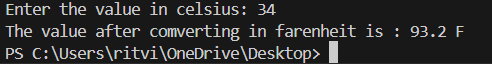 Enter the value in celsius: 34
The value after comverting in farenheit is : 93.2 F
PS C:\Users\ritvi\OneDrive\Desktop>